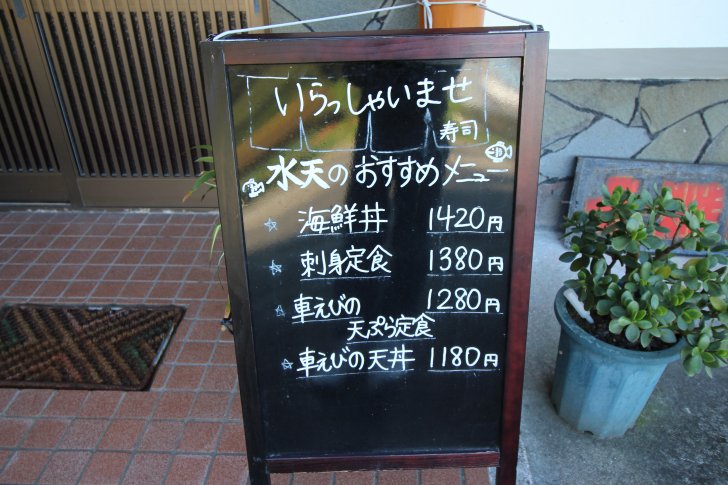 いらっしゃいませ
寿司
水天のおすすめメニュー
☆ 海鮮丼 1420円
☆ 刺身定食 1380円
☆ 車えびの 1280円
天ぷら定食
☆ 車えびの天丼 1180円